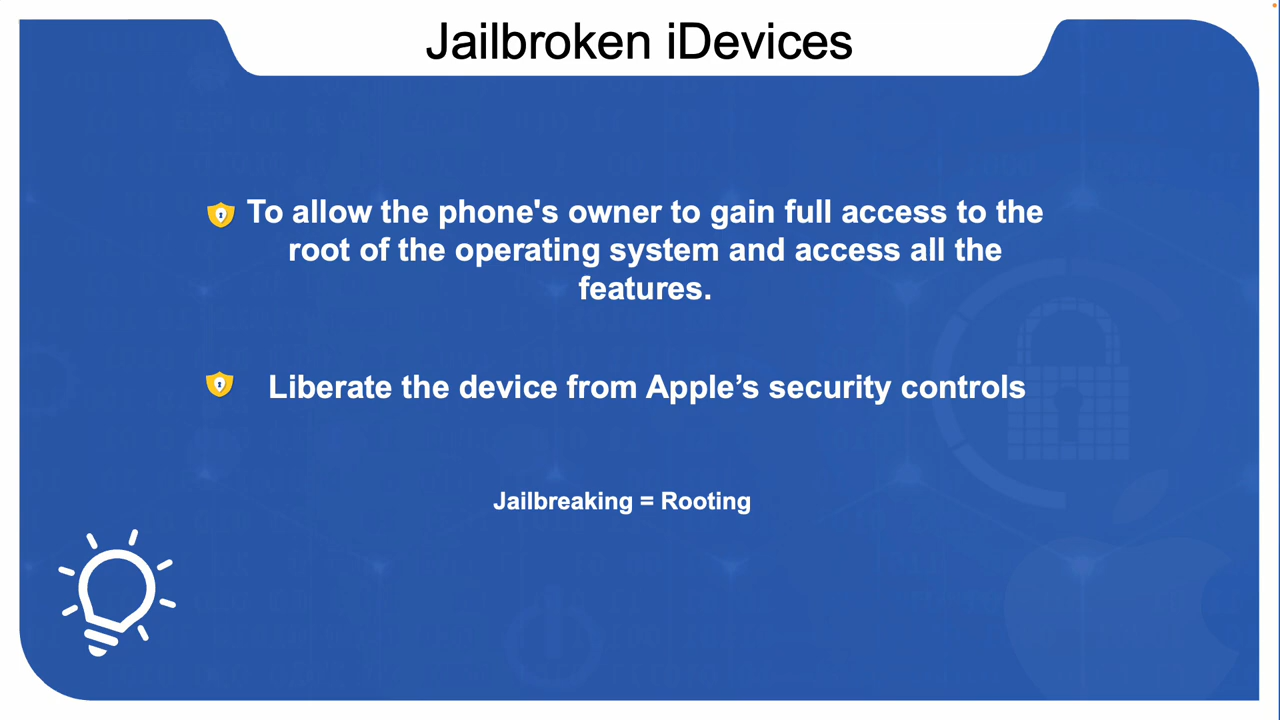 Jailbroken iDevices
To allow the phone's owner to gain full access to the
root of the operating system and access all the
features.
Liberate the device from Apple’s security controls
Jailbreaking = Rooting